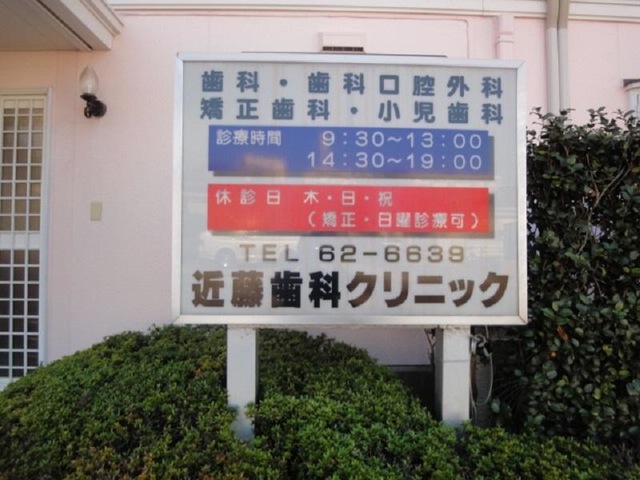 歯科・歯科口腔外科
矯正歯科・小児歯科
診療時間 9:30〜13:00
14:30〜19:00
休診日 木・日・祝
(矯正・日曜診療可)
TEL 62-6639
近藤歯科クリニック